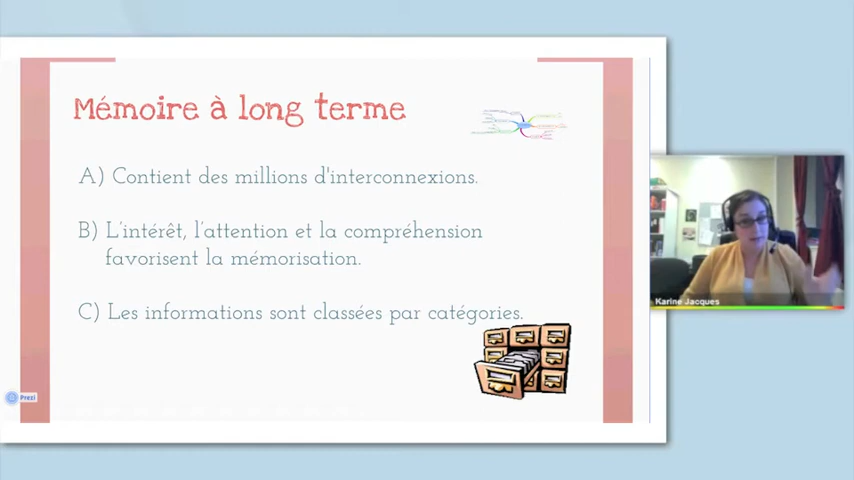 Mémoire à long terme
A) Contient des millions d'interconnexions.
B) L'intérêt, l'attention et la compréhension
favorisent la mémorisation.
C) Les informations sont classées par catégories.
Karine Jacques
Prezi